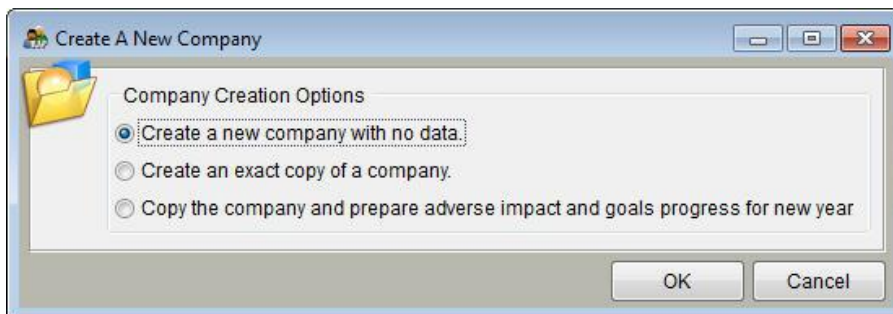 Create A New Company
Company Creation Options
Create a new company with no data.
Create an exact copy of a company.
Copy the company and prepare adverse impact and goals progress for new year
OK Cancel